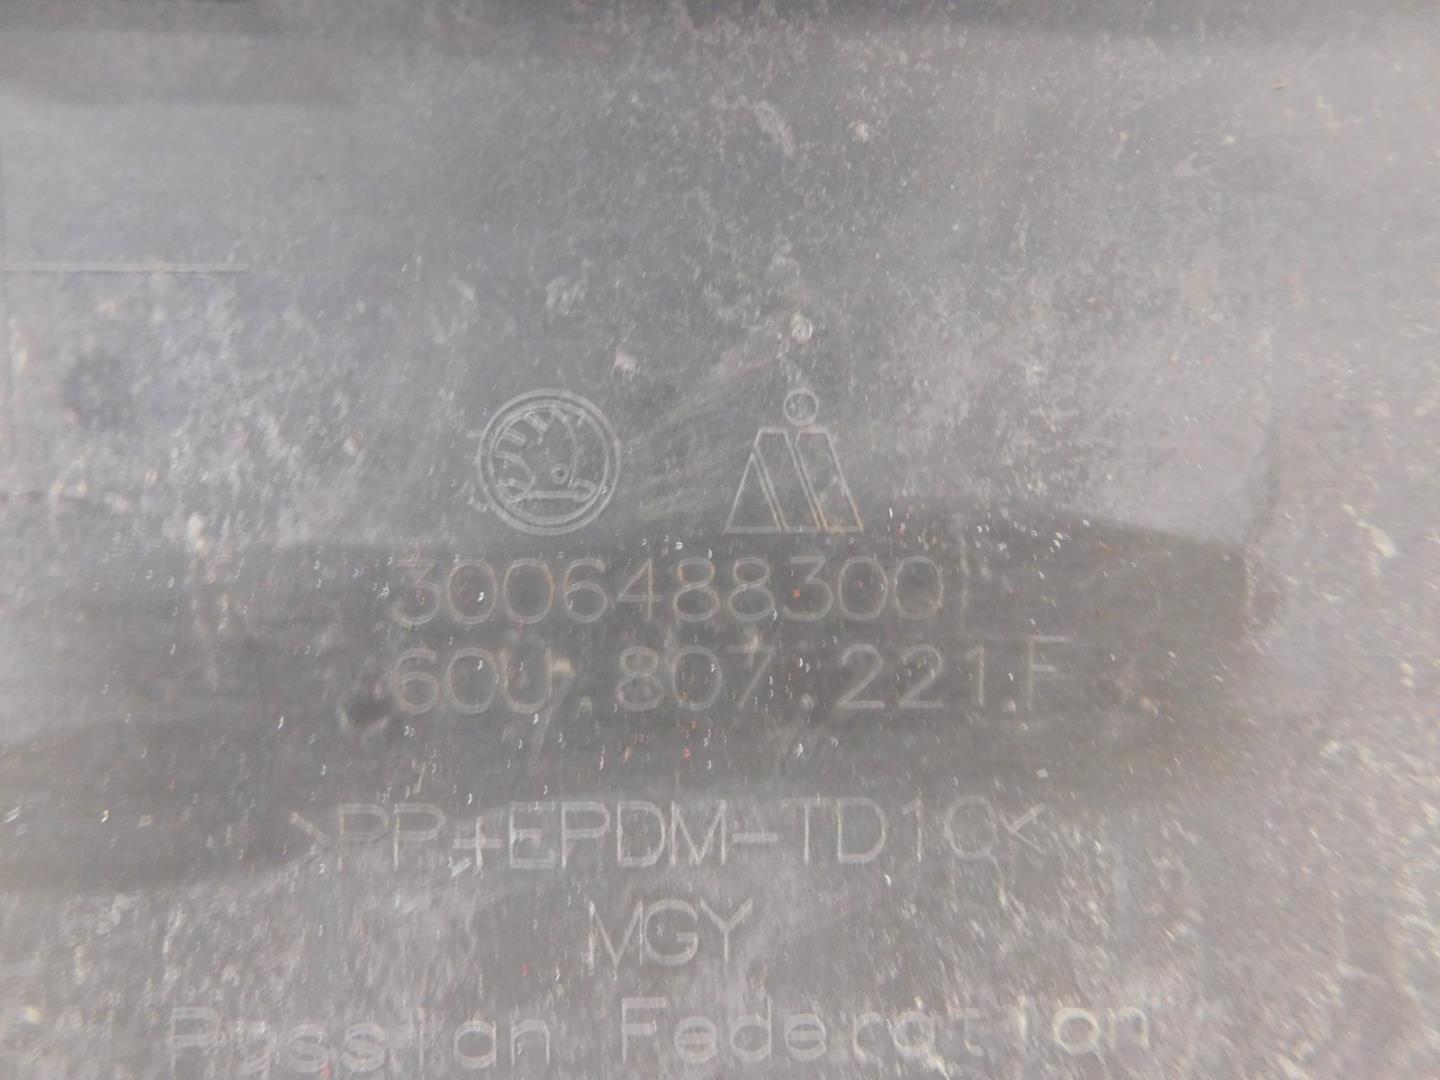 3006488300
60U.807.221.F
>PP+EPDM-TD10<
MGY
Russian Federation